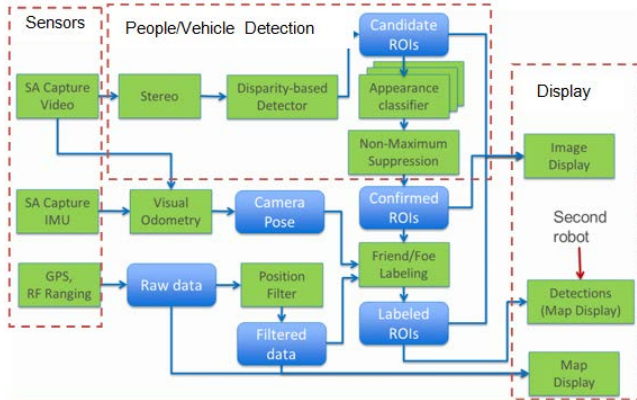 Sensors
People/Vehicle Detection
Candidate
ROIs
SA Capture
Video
Stereo
Disparity-based
Detector
Appearance
classifier
Display
Non-Maximum
Suppression
Image
Display
SA Capture
IMU
Visual
Odometry
Camera
Pose
Confirmed
ROIs
Second
robot
Friend/Foe
Labeling
GPS,
RF Ranging
Raw data
Position
Filter
Labeled
ROIs
Detections
(Map Display)
Filtered
data
Map
Display